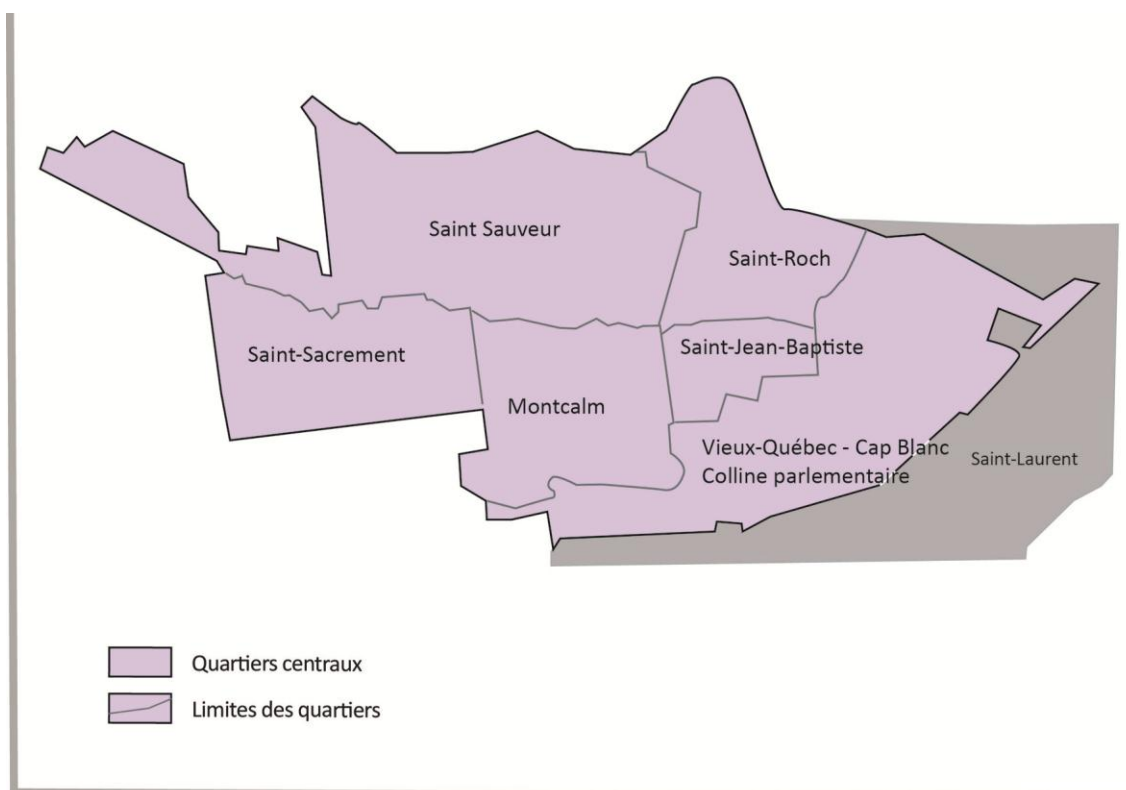 Saint Sauveur
Saint-Roch
Saint-Sacrement
Saint-Jean-Baptiste
Montcalm
Vieux-Québec - Cap Blanc
Colline parlementaire
Saint-Laurent
Quartiers centraux
Limites des quartiers